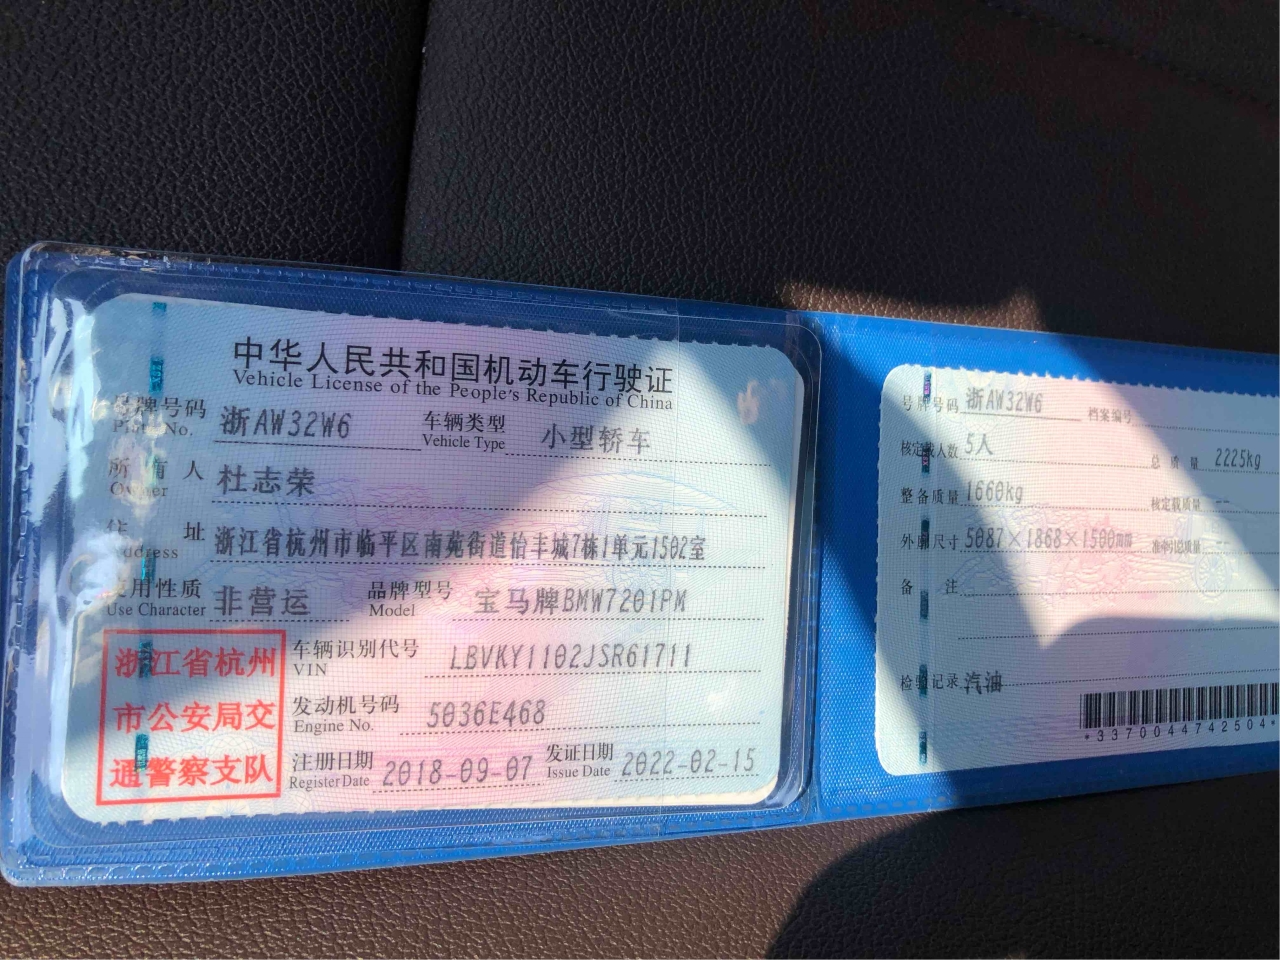 中华人民共和国机动车行驶证
Vehicle License of the People's Republic of China
号牌号码 浙AW32W6 车辆类型 小型轿车
Plate No. Vehicle Type
所有人 杜志荣
Owner
住址 浙江省杭州市临平区南苑街道怡丰城7栋1单元1502室
Address
使用性质 非营运 品牌型号 宝马牌BMW7201PM
Use Character Model
浙江省杭州
市公安局交
通警察支队
车辆识别代号 LBVKY1102JSR61711
VIN
发动机号码 5036E468
Engine No.
注册日期 2018-09-07 发证日期 2022-02-15
Register Date Issue Date
号牌号码 浙AW32W6 档案编号
核定载人数 5人 总质量 2225kg
整备质量 1660kg 核定载质量 --
外廓尺寸 5087×1868×1500mm 准牵引总质量 --
备注
检验记录 汽油
*3370044742504*